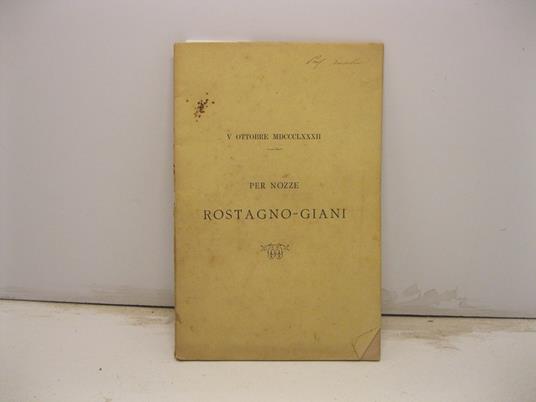 V OTTOBRE MDCCCLXXXII
PER NOZZE
ROSTAGNO-GIANI